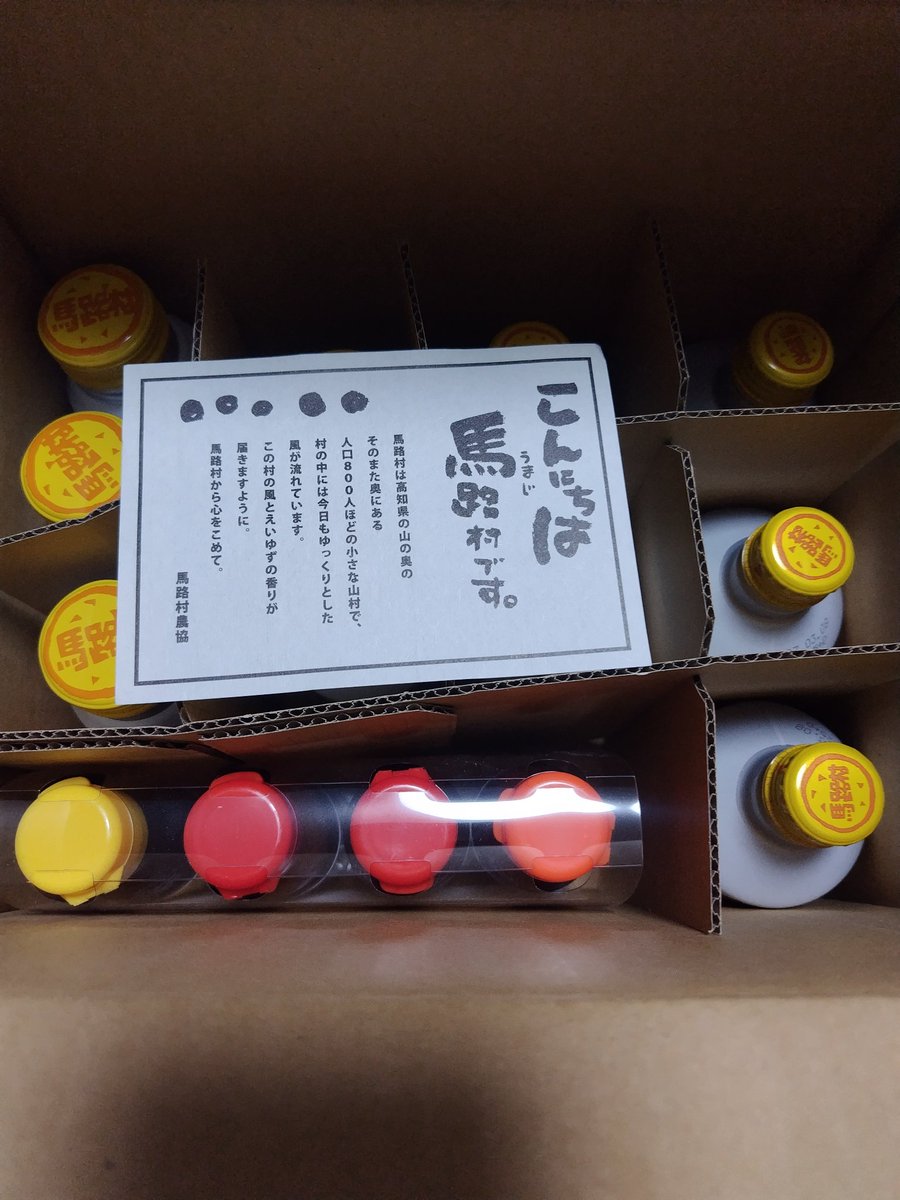 こんにちは
馬路村です。
うまじ
馬路村は高知県の山の奥の
そのまた奥にある
人口800人ほどの小さな山村で、
村の中には今日もゆっくりとした
風が流れています。
この村の風とえいゆずの香りが
届きますように。
馬路村から心をこめて。
馬路村農協
馬路村
馬路村
馬路村
馬路村
馬路村
馬路村